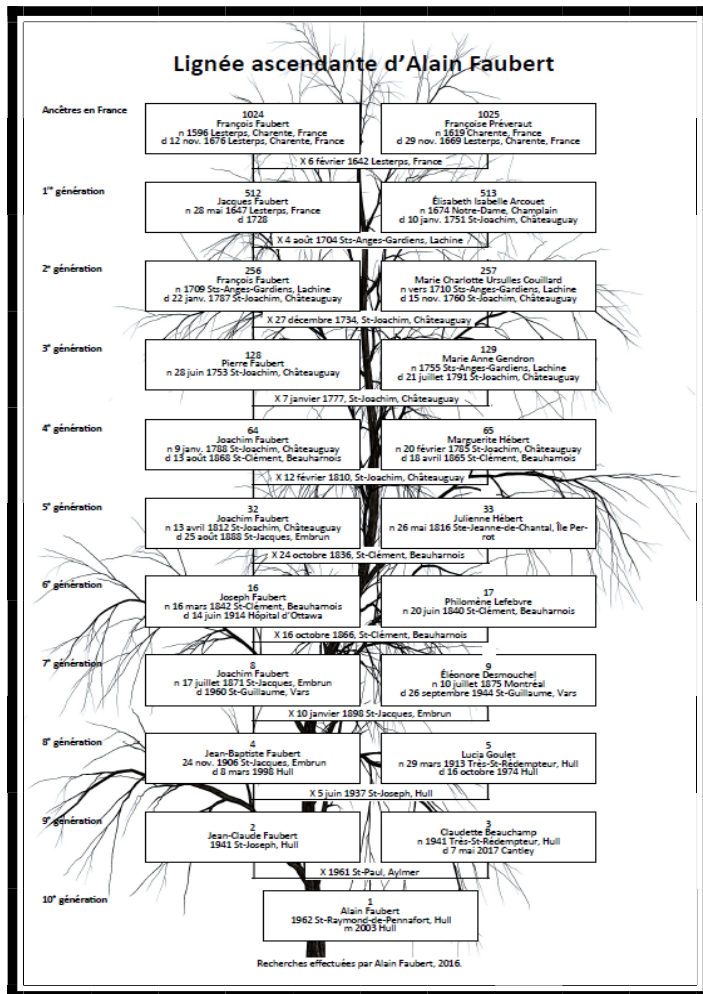 Lignée ascendante d'Alain Faubert
Ancêtres en France
1024
François Faubert
n 1596 Lesterps, Charente, France
d 12 nov. 1676 Lesterps, Charente, France
1025
Françoise Préveraut
n 1619 Charente, France
d 29 nov. 1669 Lesterps, Charente, France
X 6 février 1642 Lesterps, France
1re génération
512
Jacques Faubert
n 28 mai 1647 Lesterps, France
d 1728
513
Élisabeth Isabelle Arcouet
n 1674 Notre-Dame, Champlain
d 10 janv. 1751 St-Joachim, Châteauguay
X 4 août 1704 Sts-Anges-Gardiens, Lachine
2e génération
256
François Faubert
n 1709 Sts-Anges-Gardiens, Lachine
d 22 janv. 1787 St-Joachim, Châteauguay
257
Marie Charlotte Ursulles Couillard
n vers 1710 Sts-Anges-Gardiens, Lachine
d 15 nov. 1760 St-Joachim, Châteauguay
X 27 décembre 1734, St-Joachim, Châteauguay
3e génération
128
Pierre Faubert
n 28 juin 1753 St-Joachim, Châteauguay
129
Marie Anne Gendron
n 1755 Sts-Anges-Gardiens, Lachine
d 21 juillet 1791 St-Joachim, Châteauguay
X 7 janvier 1777, St-Joachim, Châteauguay
4e génération
64
Joachim Faubert
n 9 janv. 1788 St-Joachim, Châteauguay
d 13 août 1868 St-Clément, Beauharnois
65
Marguerite Hébert
n 20 février 1785 St-Joachim, Châteauguay
d 18 avril 1865 St-Clément, Beauharnois
X 12 février 1810, St-Joachim, Châteauguay
5e génération
32
Joachim Faubert
n 13 avril 1812 St-Joachim, Châteauguay
d 25 août 1888 St-Jacques, Embrun
33
Julienne Hébert
n 26 mai 1816 Ste-Jeanne-de-Chantal, Île Per-
rot
X 24 octobre 1836, St-Clément, Beauharnois
6e génération
16
Joseph Faubert
n 16 mars 1842 St-Clément, Beauharnois
d 14 juin 1914 Hôpital d'Ottawa
17
Philomène Lefebvre
n 20 juin 1840 St-Clément, Beauharnois
X 16 octobre 1866, St-Clément, Beauharnois
7e génération
8
Joachim Faubert
n 17 juillet 1871 St-Jacques, Embrun
d 1960 St-Guillaume, Vars
9
Éléonore Desmouchel
n 10 juillet 1875 Montréal
d 26 septembre 1944 St-Guillaume, Vars
X 10 janvier 1898 St-Jacques, Embrun
8e génération
4
Jean-Baptiste Faubert
24 nov. 1906 St-Jacques, Embrun
d 8 mars 1998 Hull
5
Lucia Goulet
n 29 mars 1913 Très-St-Rédempteur, Hull
d 16 octobre 1974 Hull
X 5 juin 1937 St-Joseph, Hull
9e génération
2
Jean-Claude Faubert
1941 St-Joseph, Hull
3
Claudette Beauchamp
n 1941 Très-St-Rédempteur, Hull
d 7 mai 2017 Cantley
X 1961 St-Paul, Aylmer
10e génération
1
Alain Faubert
1962 St-Raymond-de-Pennafort, Hull
m 2003 Hull
Recherches effectuées par Alain Faubert, 2016.